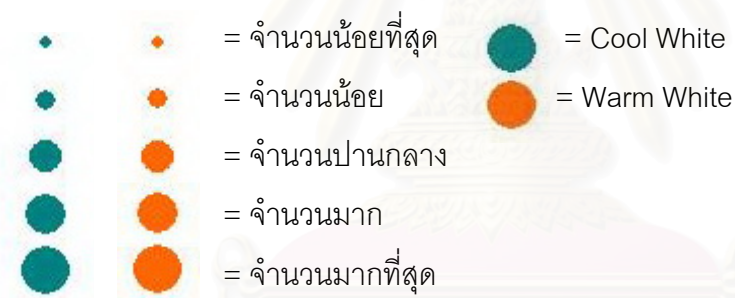 = จำนวนน้อยที่สุด = Cool White
= จำนวนน้อย = Warm White
= จำนวนปานกลาง
= จำนวนมาก
= จำนวนมากที่สุด